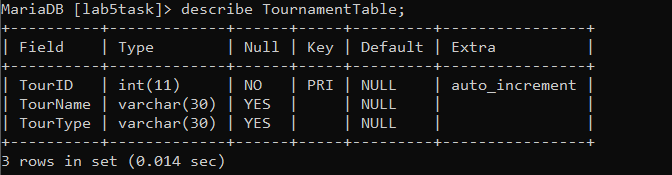 MariaDB [lab5task]> describe TournamentTable;
+----------+-------------+------+-----+---------+----------------+
| Field    | Type        | Null | Key | Default | Extra          |
+----------+-------------+------+-----+---------+----------------+
| TourID   | int(11)     | NO   | PRI | NULL    | auto_increment |
| TourName | varchar(30) | YES  |     | NULL    |                |
| TourType | varchar(30) | YES  |     | NULL    |                |
+----------+-------------+------+-----+---------+----------------+
3 rows in set (0.014 sec)